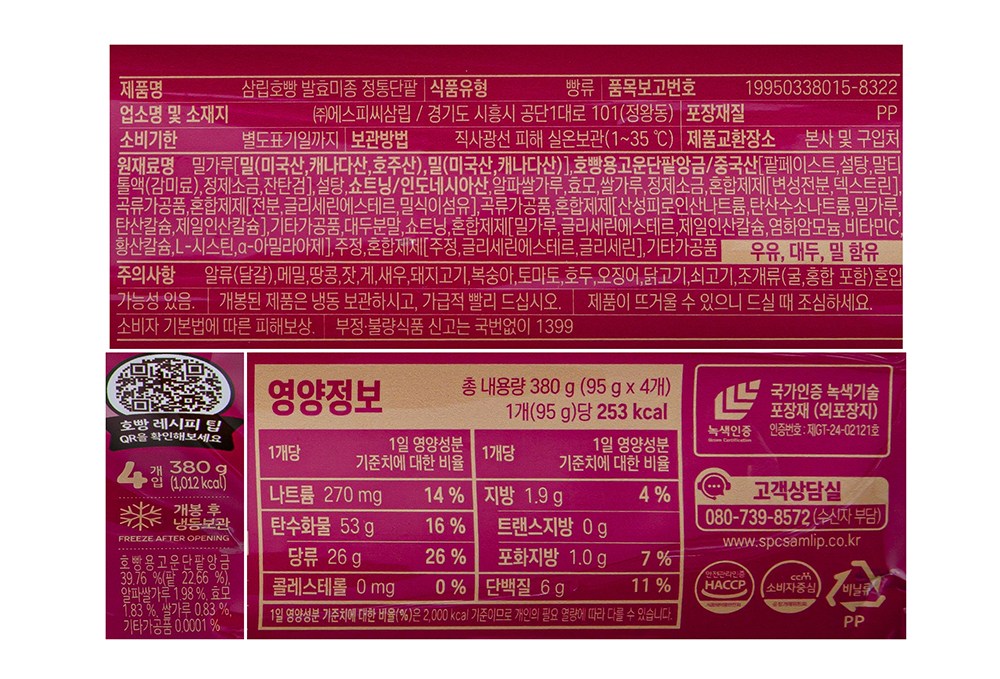 제품명 삼립호빵 발효미종 정통단팥 식품유형 빵류 품목보고번호 19950338015-8322
업소명 및 소재지 ㈜에스피씨삼립 / 경기도 시흥시 공단1대로 101(정왕동) 포장재질 PP
소비기한 별도표기일까지 보관방법 직사광선 피해 실온보관(1~35 ℃) 제품교환장소 본사 및 구입처
원재료명 밀가루[밀(미국산,캐나다산,호주산),밀(미국산,캐나다산)],호빵용고운단팥앙금/중국산[팥페이스트,설탕,말티
톨액(감미료),정제소금,잔탄검],설탕,쇼트닝/인도네시아산,알파쌀가루,효모,쌀가루,정제소금,혼합제제[변성전분,덱스트린],
곡류가공품,혼합제제[전분,글리세린에스테르,밀식이섬유],곡류가공품,혼합제제[산성피로인산나트륨,탄산수소나트륨,밀가루,
탄산칼슘,제일인산칼슘],기타가공품,대두분말,쇼트닝,혼합제제[밀가루,글리세린에스테르,제일인산칼슘,염화암모늄,비타민C,
황산칼슘,L-시스틴,α-아밀라아제],주정,혼합제제[주정,글리세린에스테르,글리세린],기타가공품 우유, 대두, 밀 함유
주의사항 알류(달걀),메밀,땅콩,잣,게,새우,돼지고기,복숭아,토마토,호두,오징어,닭고기,쇠고기,조개류(굴,홍합 포함)혼입
가능성 있음. 개봉된 제품은 냉동 보관하시고, 가급적 빨리 드십시오. 제품이 뜨거울 수 있으니 드실 때 조심하세요.
소비자 기본법에 따른 피해보상. 부정·불량식품 신고는 국번없이 1399
호빵 레시피 팁
QR을 확인해보세요
4개입 380 g
(1,012 kcal)
개봉 후
냉동보관
FREEZE AFTER OPENING
호빵용고운단팥앙금
39.76 %(팥 22.66 %),
알파쌀가루 1.98 %, 효모
1.83 %, 쌀가루 0.83 %,
기타가공품 0.0001 %
영양정보
총 내용량 380 g (95 g x 4개)
1개(95 g)당 253 kcal
1개당 1일 영양성분 기준치에 대한 비율 1개당 1일 영양성분 기준치에 대한 비율
나트륨 270 mg 14 % 지방 1.9 g 4 %
탄수화물 53 g 16 % 트랜스지방 0 g
당류 26 g 26 % 포화지방 1.0 g 7 %
콜레스테롤 0 mg 0 % 단백질 6 g 11 %
1일 영양성분 기준치에 대한 비율(%)은 2,000 kcal 기준이므로 개인의 필요 열량에 따라 다를 수 있습니다.
녹색인증
Green Certification
국가인증 녹색기술
포장재 (외포장지)
인증번호 : 제GT-24-02121호
고객상담실
080-739-8572 (수신자 부담)
www.spcsamlip.co.kr
안전관리인증
HACCP
CCM
소비자중심
비닐류
PP